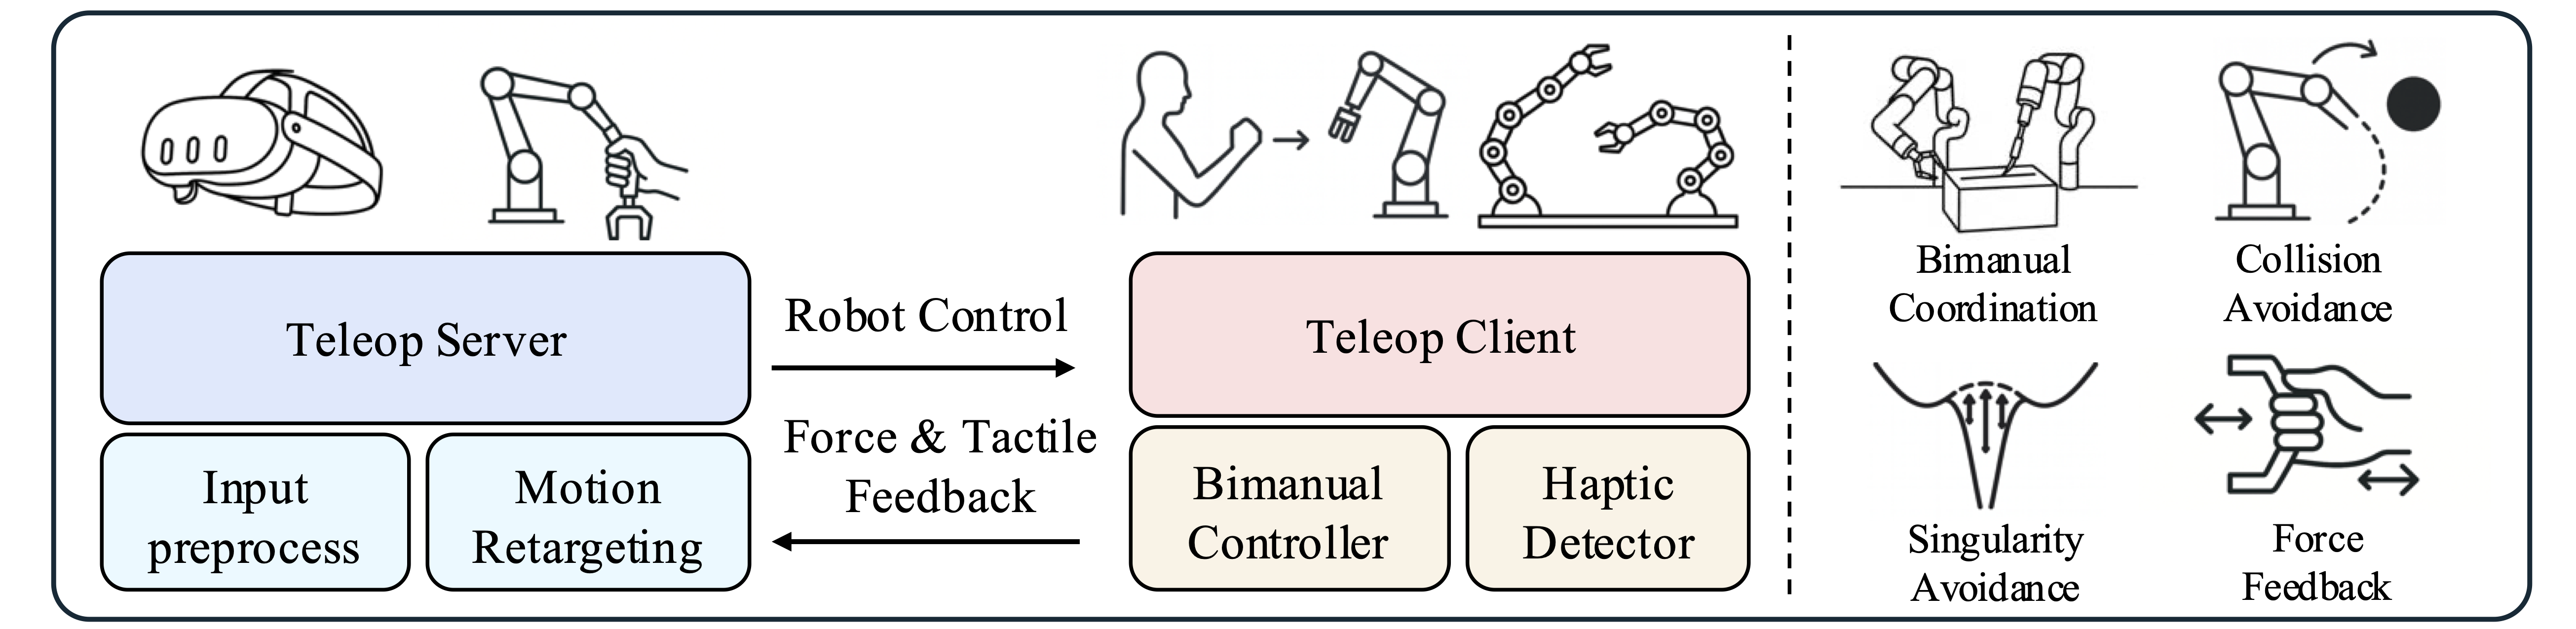 Teleop Server
Input
preprocess
Motion
Retargeting
Robot Control
Force & Tactile
Feedback
Teleop Client
Bimanual
Controller
Haptic
Detector
Bimanual
Coordination
Collision
Avoidance
Singularity
Avoidance
Force
Feedback